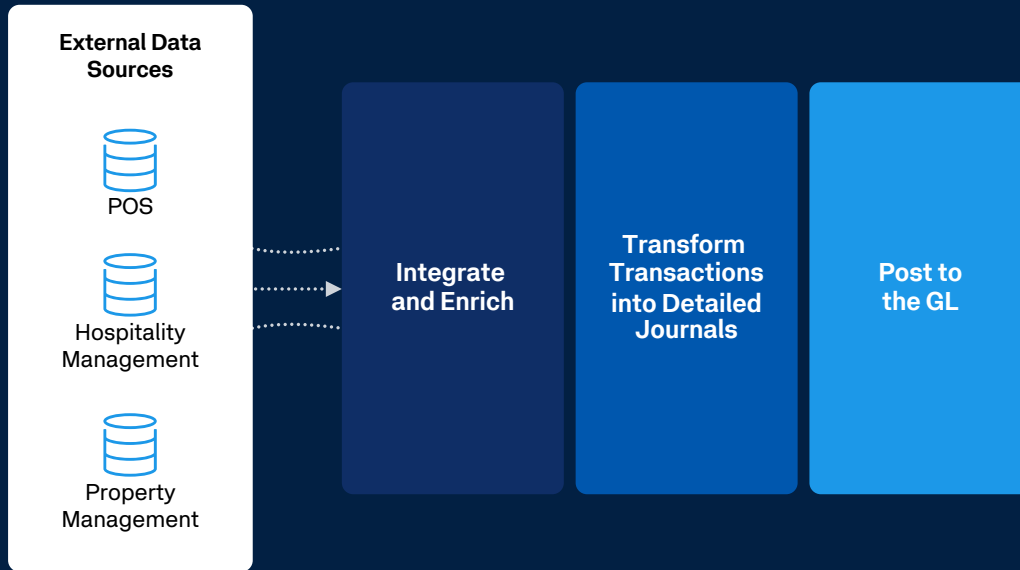 External Data
Sources
POS
Hospitality
Management
Property
Management
Integrate
and Enrich
Transform
Transactions
into Detailed
Journals
Post to
the GL